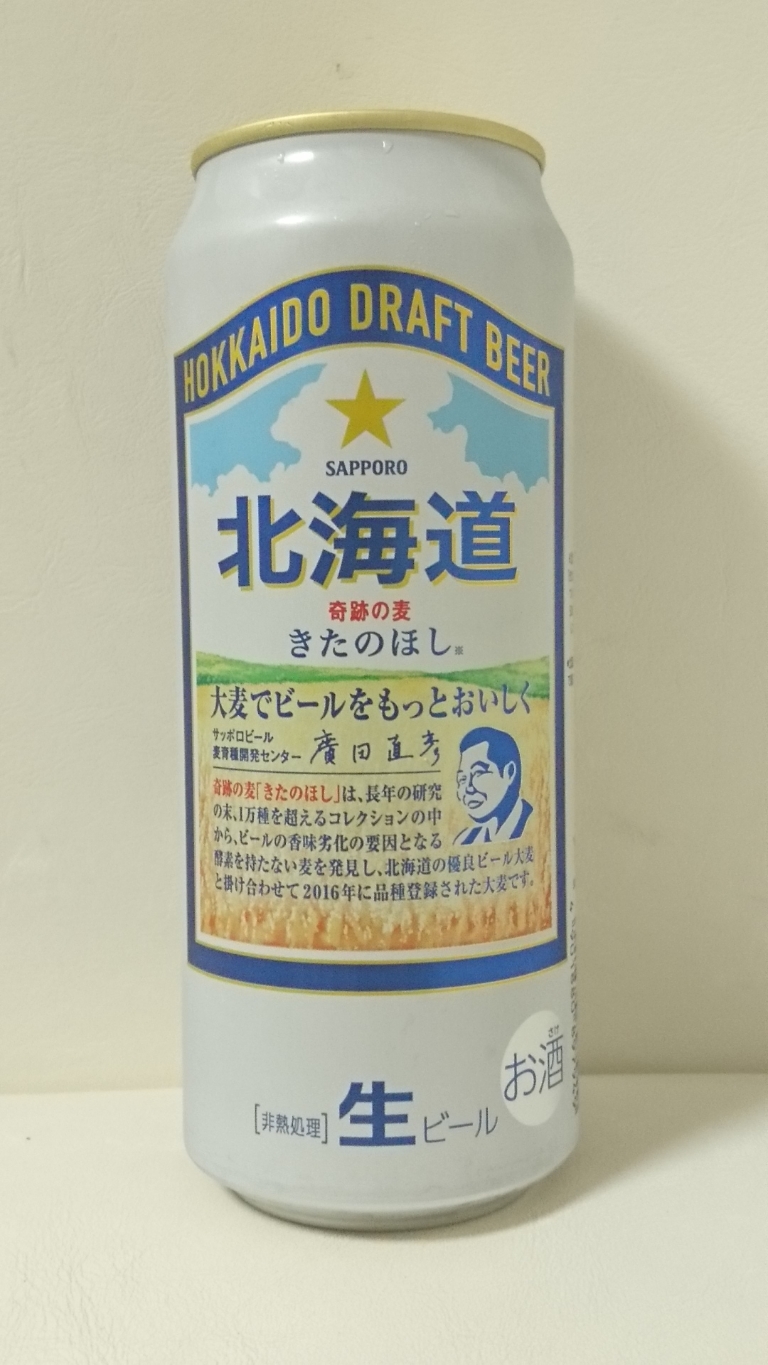 HOKKAIDO DRAFT BEER
SAPPORO
北海道
奇跡の麦
きたのほし※
大麦でビールをもっとおいしく
サッポロビール
麦育種開発センター 廣田直彦
奇跡の麦「きたのほし」は、長年の研究
の末、1万種を超えるコレクションの中
から、ビールの香味劣化の要因となる
酵素を持たない麦を発見し、北海道の優良ビール大麦
と掛け合わせて2016年に品種登録された大麦です。
さけ
お酒
[非熱処理] 生ビール